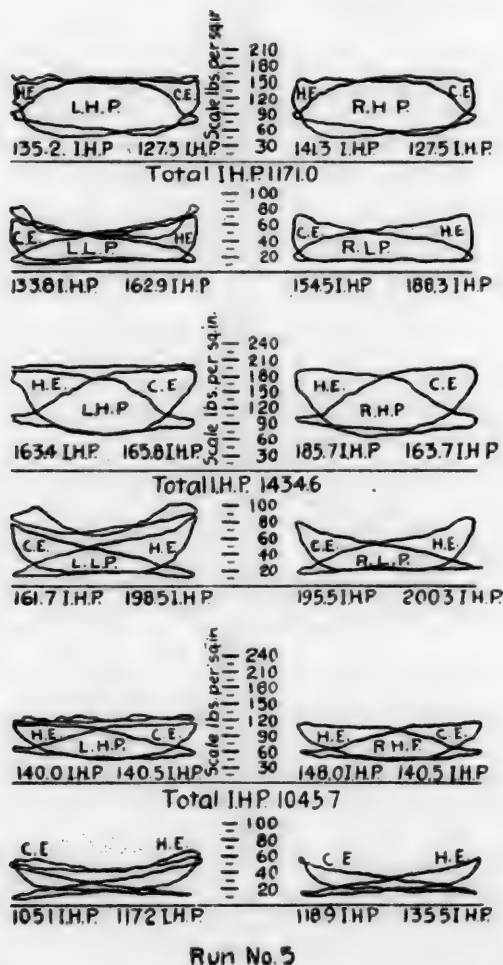 Scale lbs. per sq.in
210
180
150
120
90
60
30
H.E. L.H.P. C.E.
H.E R.H P. C.E
135.2. I.H.P 127.5 I.H.P.
141.3 I.H.P 127.5 I.H.P.
Total I.H.P. 1171.0
100
80
60
40
20
C.E. L.L.P. H.E
C.E. R.L.P. H.E
133.8 I.H.P. 162.9 I.H.P
154.5 I.H.P 188.3 I.H.P
Scale lbs. per sq. in.
240
210
180
150
120
90
60
30
H.E. C.E.
L.H.P.
H.E. C.E
R.H.P
163.4 I.H.P. 165.8 I.H.P.
185.7 I.H.P. 163.7 I.H.P
Total I.H.P. 1434.6
100
80
60
40
20
C.E. H.E.
L.L.P.
C.E. H.E.
R.L.P.
161.7 I.H.P. 198.5 I.H.P.
195.5 I.H.P 200.3 I H.P.
Scale lbs. per sq.in
240
210
180
150
120
90
60
30
H.E. L.H.P. C.E.
H.E. R H.P. C.E.
140.0 I.H.P. 140.5 I.H.P.
148.0 I.H.P. 140.5 I.H.P.
Total I.H.P. 1045.7
100
80
60
40
20
C.E H.E.
C E H.E.
105.1 I.H.P. 117.2 I.H.P.
118.9 I.H.P 135.5 I.H.P
Run No. 5